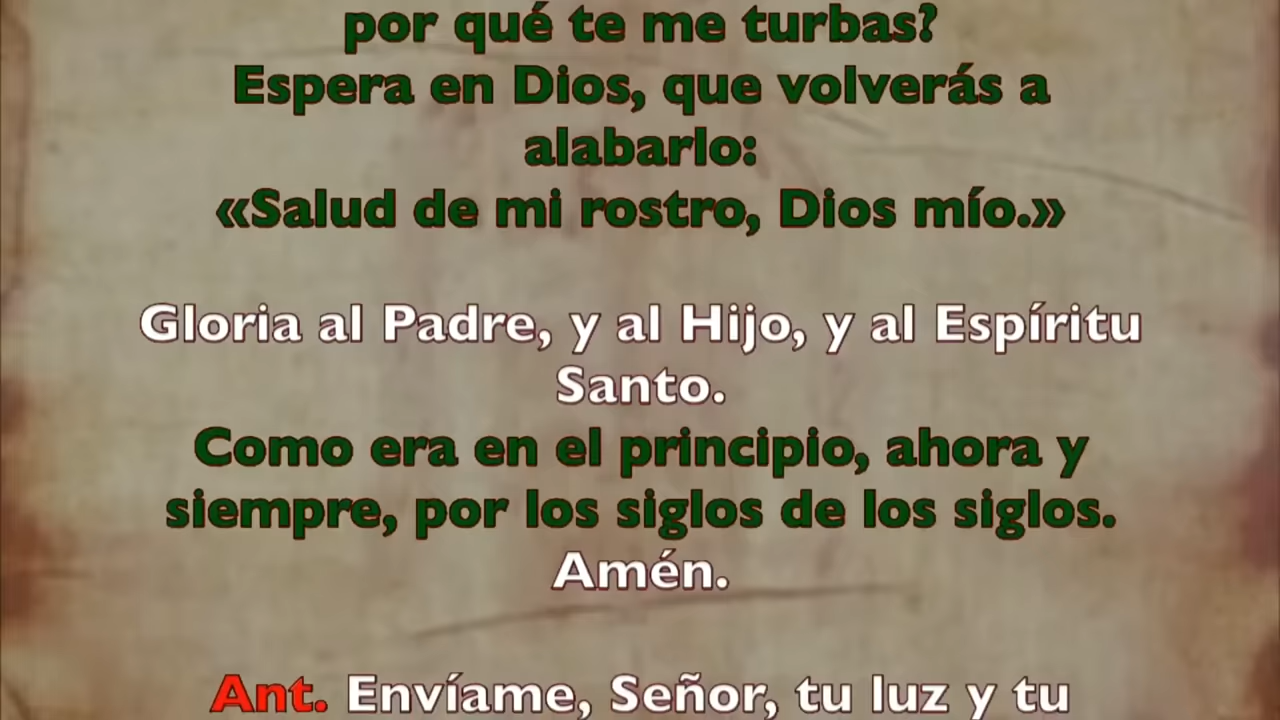 por qué te me turbas?
Espera en Dios, que volverás a
alabarlo:
«Salud de mi rostro, Dios mío.»
Gloria al Padre, y al Hijo, y al Espíritu
Santo.
Como era en el principio, ahora y
siempre, por los siglos de los siglos.
Amén.
Ant. Envíame, Señor, tu luz y tu